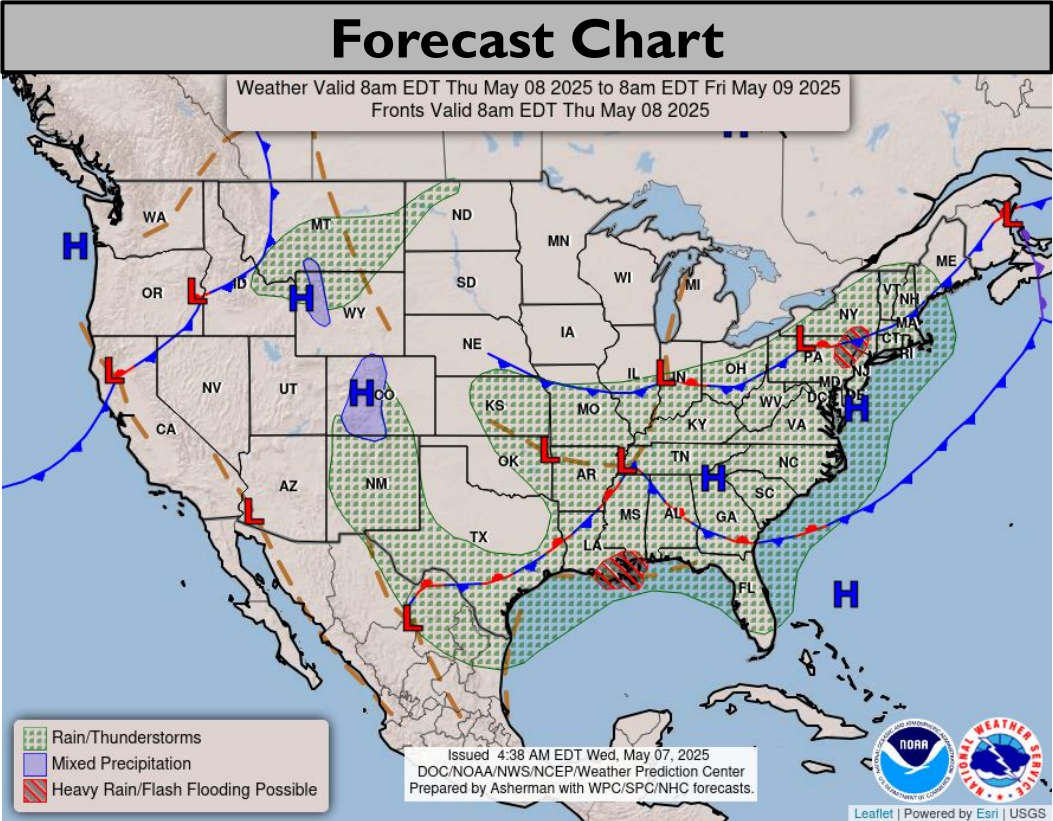 Forecast Chart
Weather Valid 8am EDT Thu May 08 2025 to 8am EDT Fri May 09 2025
Fronts Valid 8am EDT Thu May 08 2025
H
WA
MT
ND
MN
L
H
ME
OR
L
ID
H
WY
SD
WI
MI
VT
NH
NY
MA
CT
RI
IA
NE
L
PA
NJ
L
NV
UT
H
CO
IL
L
IN
OH
MD
DE
DC
H
WV
KS
MO
KY
VA
CA
OK
L
L
TN
NC
AR
H
AZ
NM
SC
L
MS
AL
GA
TX
LA
FL
H
L
Rain/Thunderstorms
Mixed Precipitation
Heavy Rain/Flash Flooding Possible
Issued 4:38 AM EDT Wed, May 07, 2025
DOC/NOAA/NWS/NCEP/Weather Prediction Center
Prepared by Asherman with WPC/SPC/NHC forecasts.
NOAA
NATIONAL WEATHER SERVICE
Leaflet | Powered by Esri | USGS